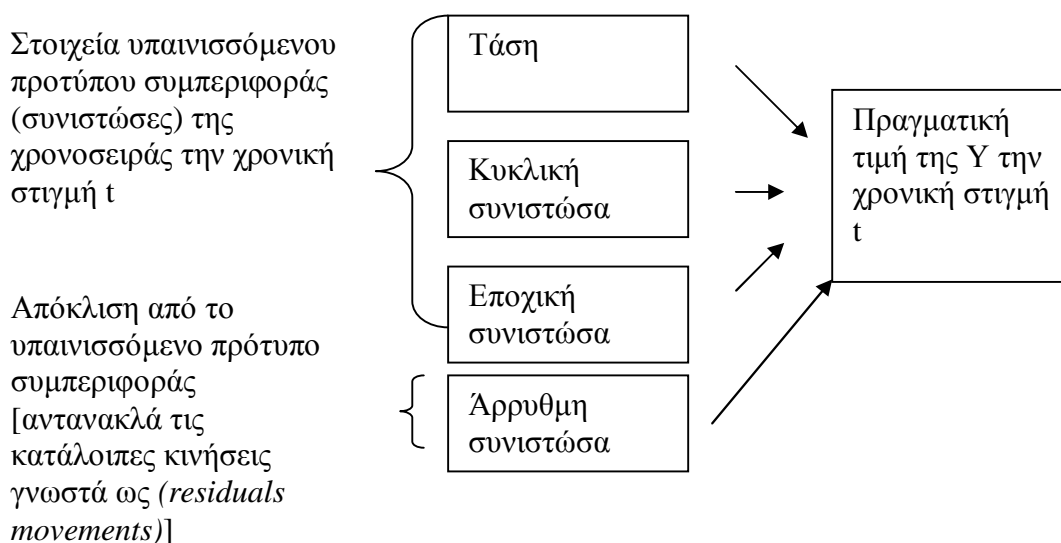 Στοιχεία υπαινισσόμενου
προτύπου συμπεριφοράς
(συνιστώσες) της
χρονοσειράς την χρονική
στιγμή t
Τάση
Κυκλική
συνιστώσα
Εποχική
συνιστώσα
Απόκλιση από το
υπαινισσόμενο πρότυπο
συμπεριφοράς
[αντανακλά τις
κατάλοιπες κινήσεις
γνωστά ως (residuals
movements)]
Άρρυθμη
συνιστώσα
Πραγματική
τιμή της Υ την
χρονική στιγμή
t